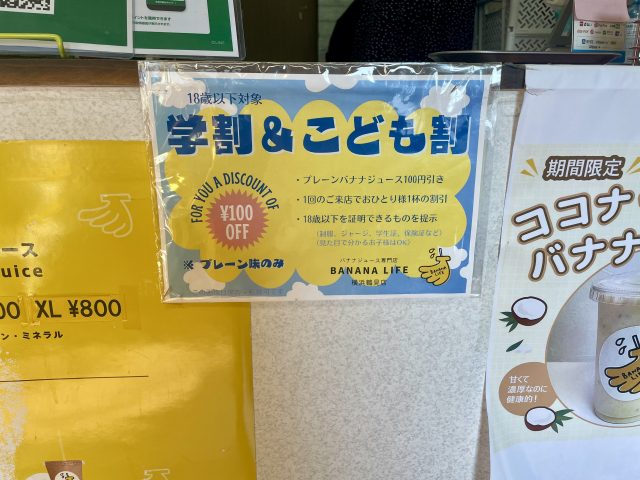 18歳以下対象
学割&こども割
FOR YOU A DISCOUNT OF
¥100
OFF
・プレーンバナナジュース100円引き
・1回のご来店でおひとり様1杯の割引
・18歳以下を証明できるものを提示
(制服、ジャージ、学生証、保険証など)
(見た目で分かるお子様はOK)
※ プレーン味のみ
バナナジュース専門店
BANANA LIFE
横浜鶴見店
ース
uice
00 XL ¥800
ン・ミネラル
期間限定
ココナ
バナナ
甘くて
濃厚なのに
健康的!
BANANA
LIFE